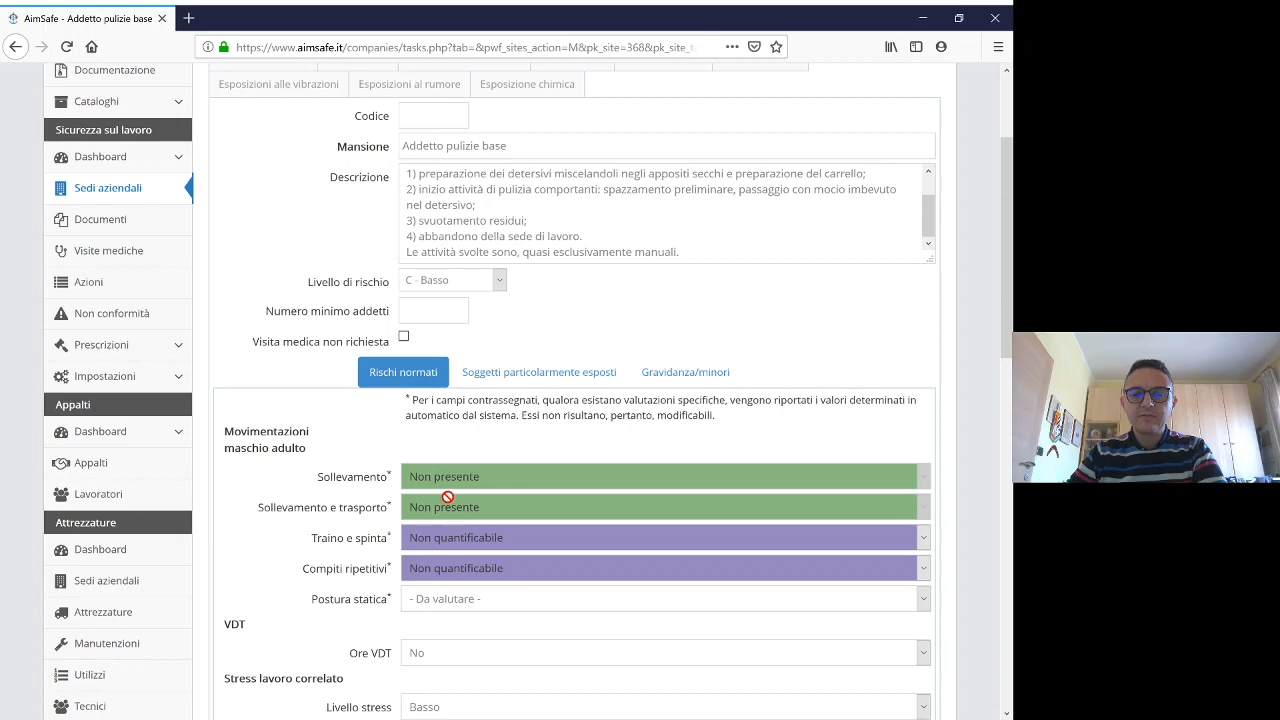 AimSafe - Addetto pulizie base
https://www.aimsafe.it/companies/tasks.php?tab=&pwf_sites_action=M&pk_site=368&pk_site_t
Documentazione
Cataloghi
Sicurezza sul lavoro
Dashboard
Sedi aziendali
Documenti
Visite mediche
Azioni
Non conformità
Prescrizioni
Impostazioni
Appalti
Dashboard
Appalti
Lavoratori
Attrezzature
Dashboard
Sedi aziendali
Attrezzature
Manutenzioni
Utilizzi
Tecnici
Esposizioni alle vibrazioni
Esposizioni al rumore
Esposizione chimica
Codice
Mansione
Addetto pulizie base
Descrizione
1) preparazione dei detersivi miscelandoli negli appositi secchi e preparazione del carrello;
2) inizio attività di pulizia comportanti: spazzamento preliminare, passaggio con mocio imbevuto
nel detersivo;
3) svuotamento residui;
4) abbandono della sede di lavoro.
Le attività svolte sono, quasi esclusivamente manuali.
Livello di rischio
C - Basso
Numero minimo addetti
Visita medica non richiesta
Rischi normati
Soggetti particolarmente esposti
Gravidanza/minori
* Per i campi contrassegnati, qualora esistano valutazioni specifiche, vengono riportati i valori determinati in
automatico dal sistema. Essi non risultano, pertanto, modificabili.
Movimentazioni
maschio adulto
Sollevamento*
Non presente
Sollevamento e trasporto*
Non presente
Traino e spinta*
Non quantificabile
Compiti ripetitivi*
Non quantificabile
Postura statica*
- Da valutare -
VDT
Ore VDT
No
Stress lavoro correlato
Livello stress
Basso